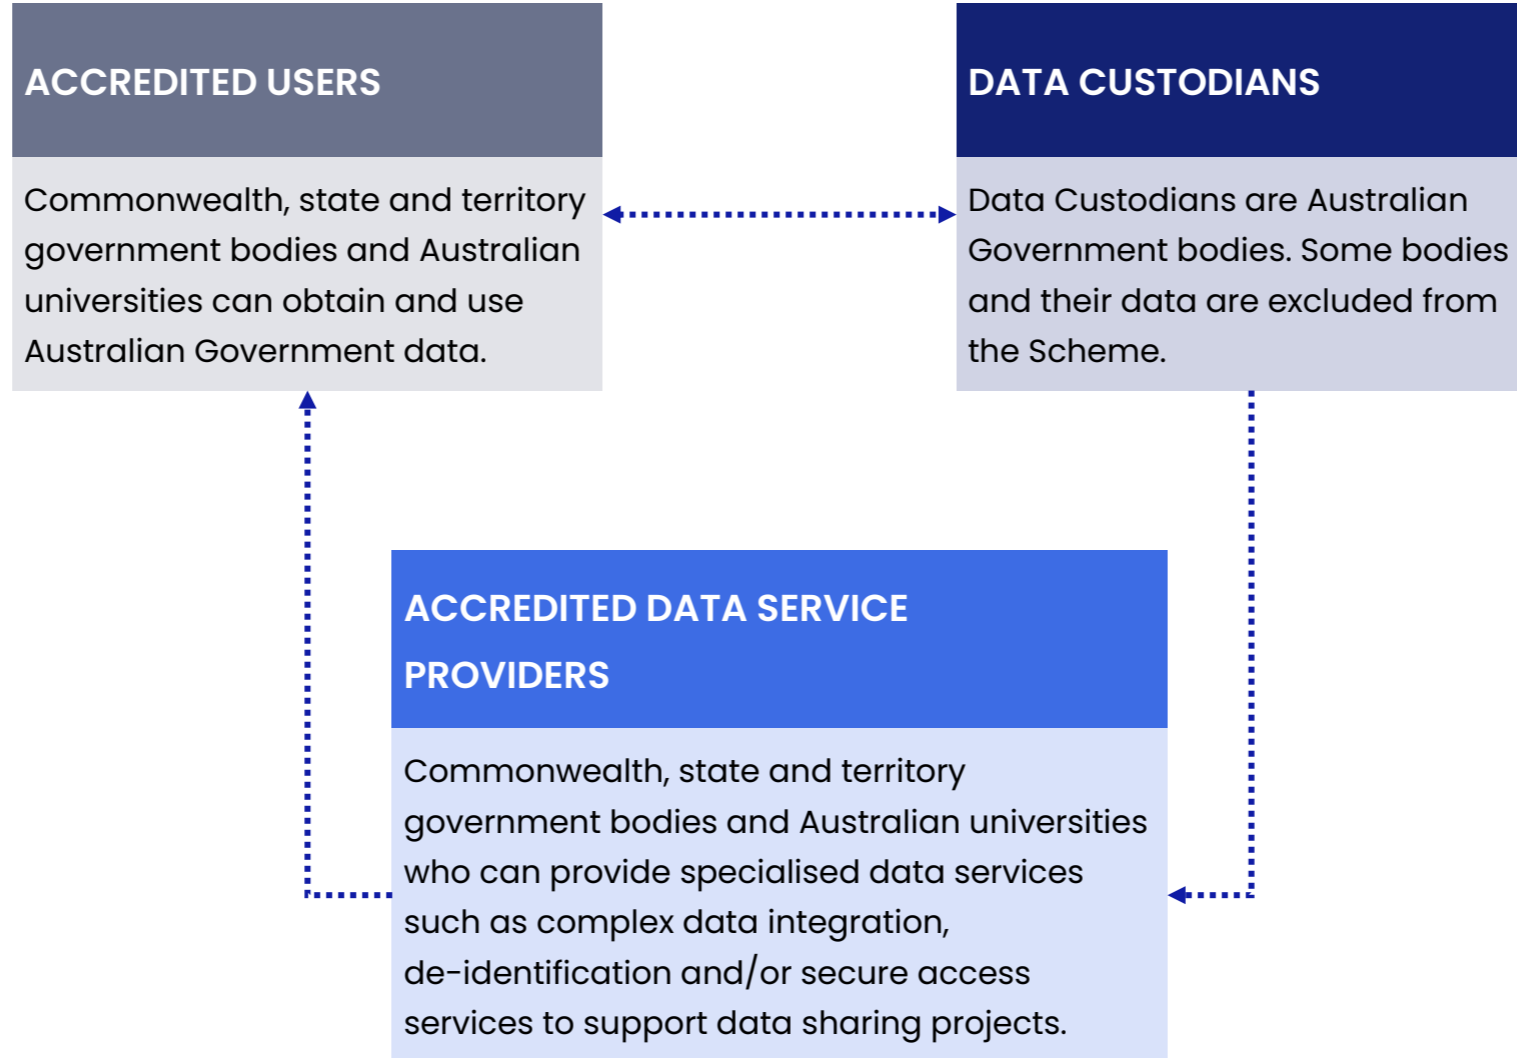 ACCREDITED USERS
Commonwealth, state and territory
government bodies and Australian
universities can obtain and use
Australian Government data.
DATA CUSTODIANS
Data Custodians are Australian
Government bodies. Some bodies
and their data are excluded from
the Scheme.
ACCREDITED DATA SERVICE
PROVIDERS
Commonwealth, state and territory
government bodies and Australian universities
who can provide specialised data services
such as complex data integration,
de-identification and/or secure access
services to support data sharing projects.